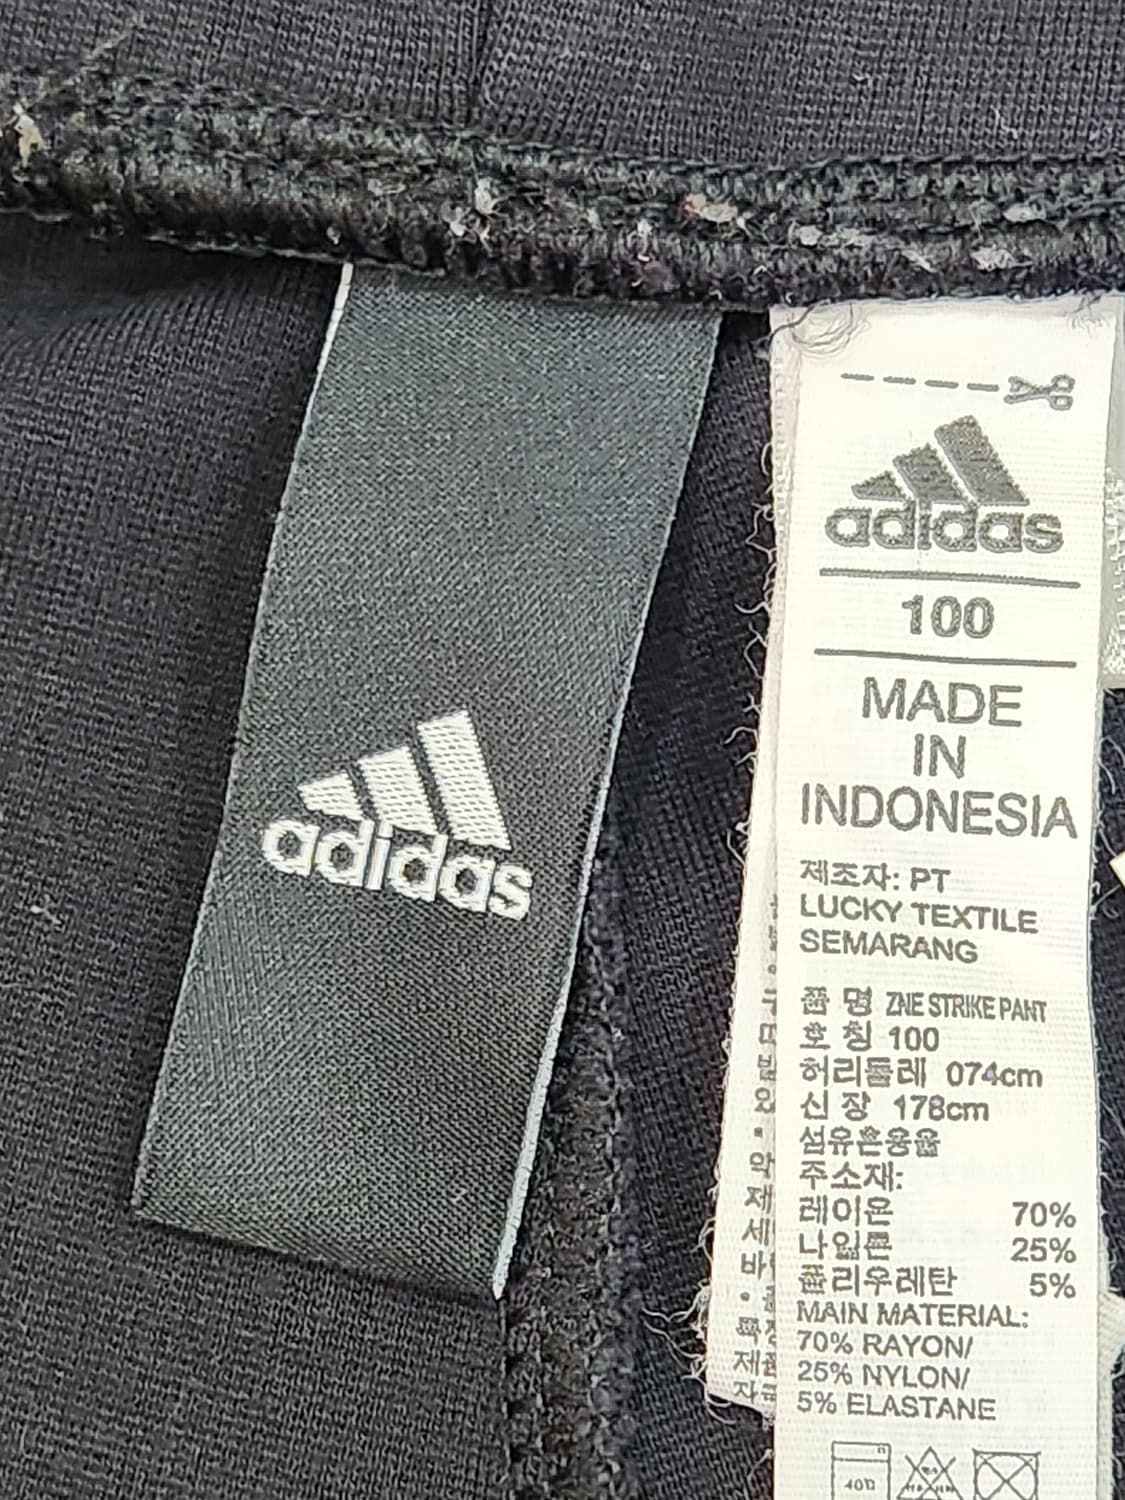 adidas
adidas
100
MADE
IN
INDONESIA
제조자: PT
LUCKY TEXTILE
SEMARANG
품 명 ZNE STRIKE PANT
호 칭 100
허리둘레 074cm
신 장 178cm
섬유혼용율
주소재:
레이온 70%
나일론 25%
폴리우레탄 5%
MAIN MATERIAL:
70% RAYON/
25% NYLON/
5% ELASTANE